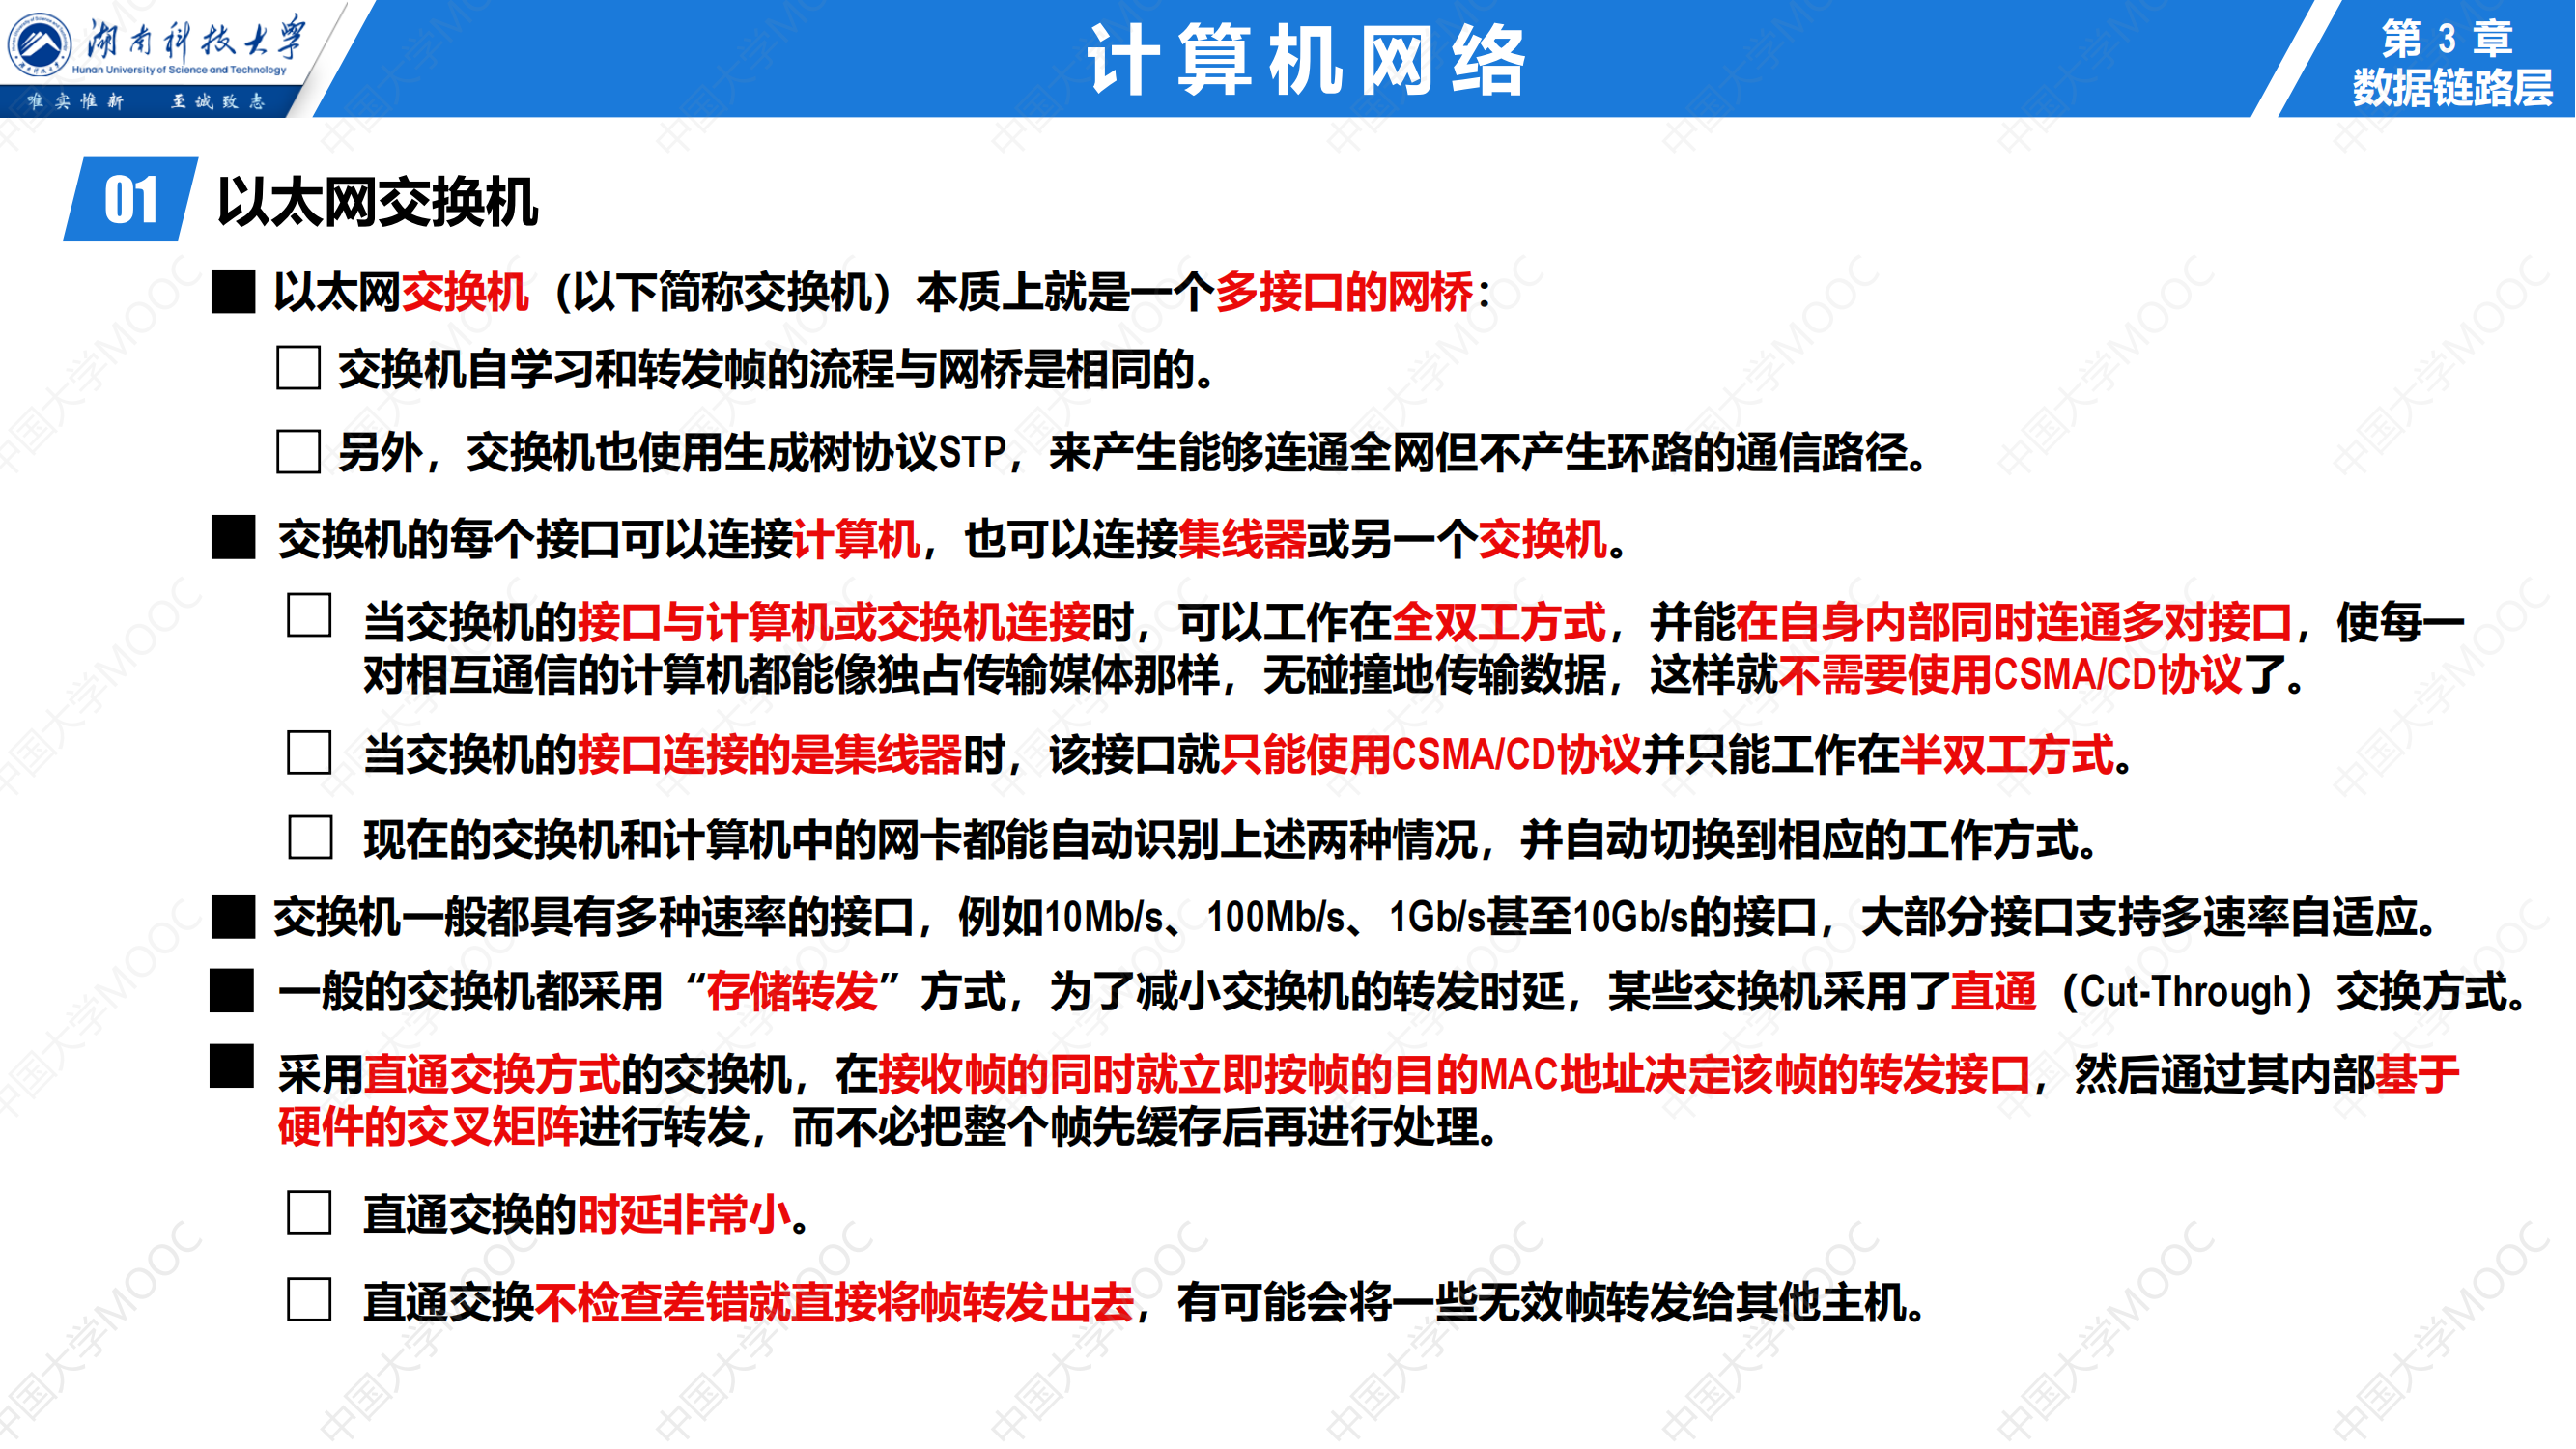 湖南科技大学
Hunan University of Science and Technology
唯实惟新 至诚致志
计算机网络
第 3 章
数据链路层
01 以太网交换机
以太网交换机（以下简称交换机）本质上就是一个多接口的网桥：
交换机自学习和转发帧的流程与网桥是相同的。
另外，交换机也使用生成树协议STP，来产生能够连通全网但不产生环路的通信路径。
交换机的每个接口可以连接计算机，也可以连接集线器或另一个交换机。
当交换机的接口与计算机或交换机连接时，可以工作在全双工方式，并能在自身内部同时连通多对接口，使每一
对相互通信的计算机都能像独占传输媒体那样，无碰撞地传输数据，这样就不需要使用CSMA/CD协议了。
当交换机的接口连接的是集线器时，该接口就只能使用CSMA/CD协议并只能工作在半双工方式。
现在的交换机和计算机中的网卡都能自动识别上述两种情况，并自动切换到相应的工作方式。
交换机一般都具有多种速率的接口，例如10Mb/s、100Mb/s、1Gb/s甚至10Gb/s的接口，大部分接口支持多速率自适应。
一般的交换机都采用“存储转发”方式，为了减小交换机的转发时延，某些交换机采用了直通（Cut-Through）交换方式。
采用直通交换方式的交换机，在接收帧的同时就立即按帧的目的MAC地址决定该帧的转发接口，然后通过其内部基于
硬件的交叉矩阵进行转发，而不必把整个帧先缓存后再进行处理。
直通交换的时延非常小。
直通交换不检查差错就直接将帧转发出去，有可能会将一些无效帧转发给其他主机。
中国大学MOOC